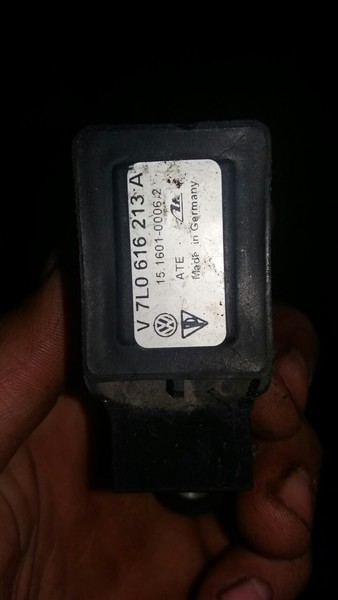 V 7L0 616 213 A
15.1601-0006.2
ATE
Made in Germany